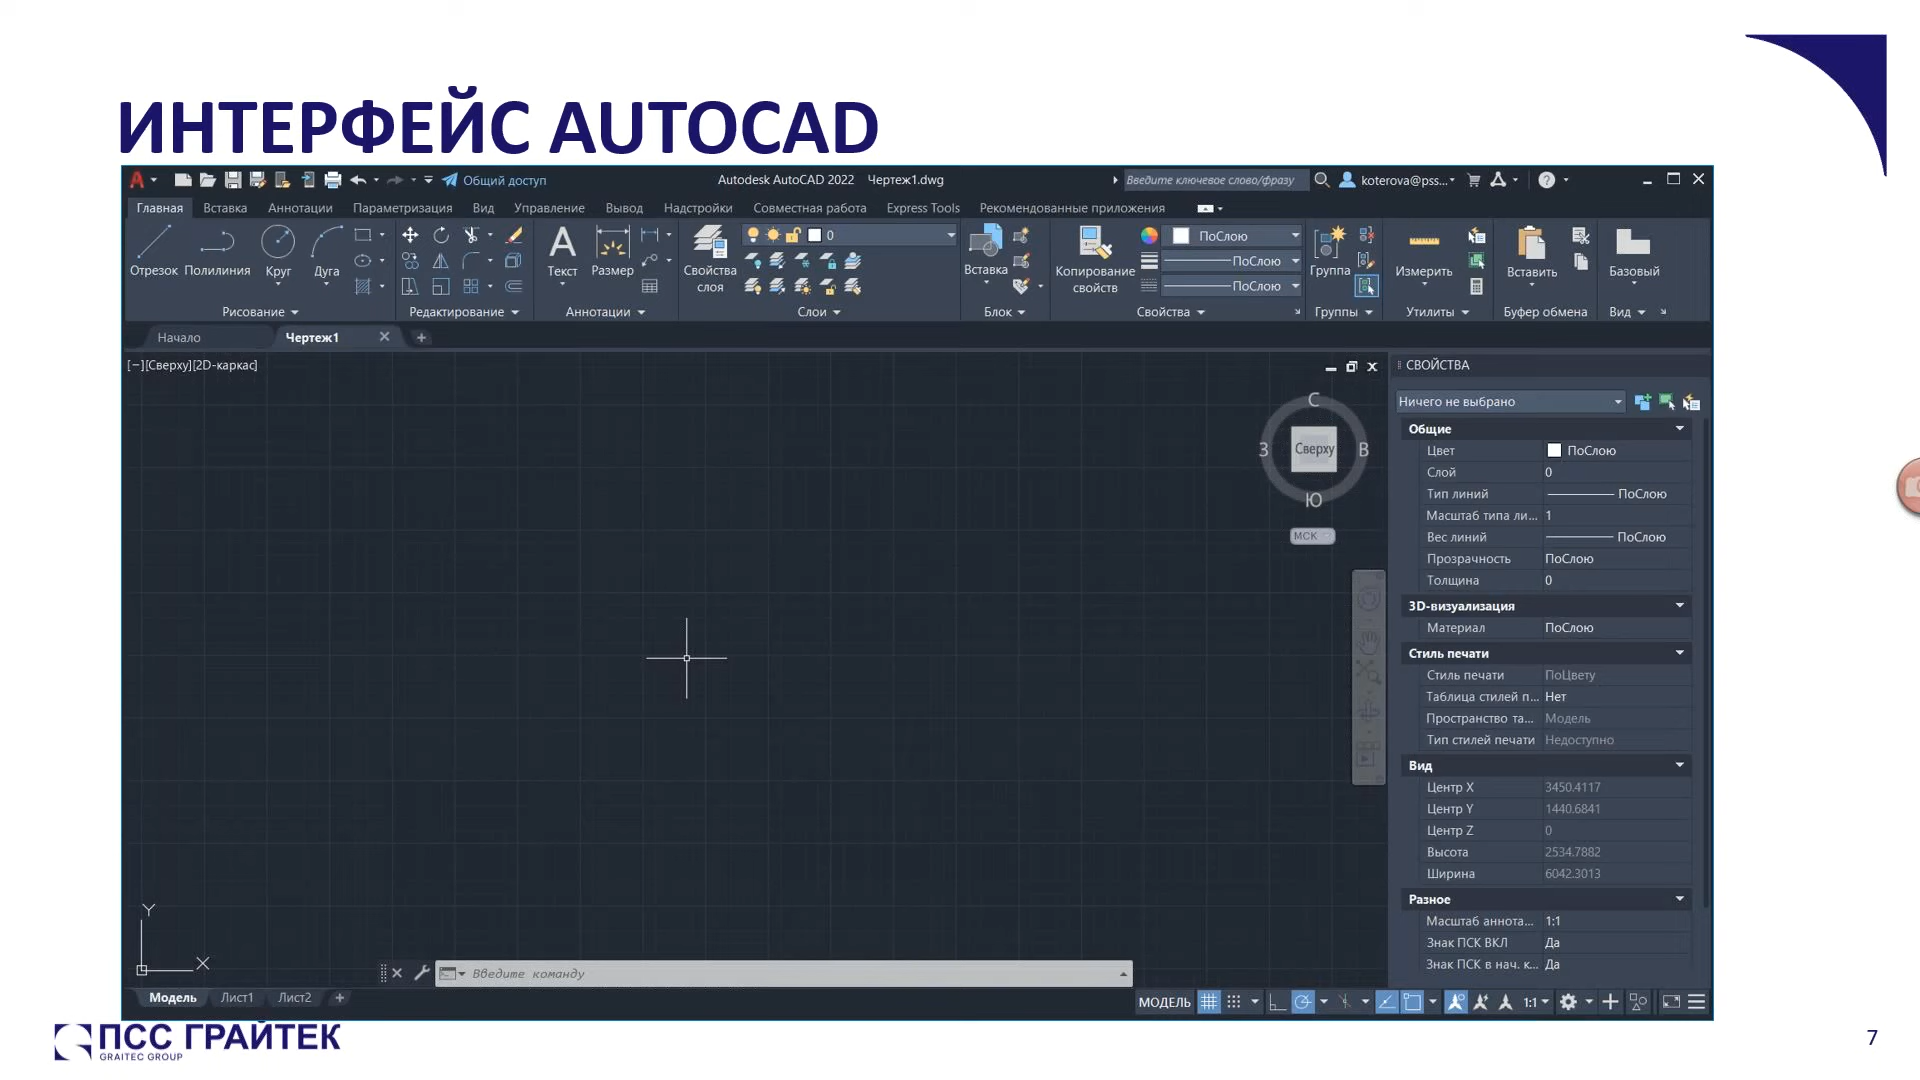 ИНТЕРФЕЙС AUTOCAD
Общий доступ
Autodesk AutoCAD 2022 Чертеж1.dwg
Введите ключевое слово/фразу
koterova@pss...
Главная Вставка Аннотации Параметризация Вид Управление Вывод Надстройки Совместная работа Express Tools Рекомендованные приложения
0 ПоСлою
ПоСлою
ПоСлою
Отрезок Полилиния Круг Дуга Текст Размер Свойства слоя Вставка Копирование свойств Группа Измерить Вставить Базовый
Рисование Редактирование Аннотации Слои Блок Свойства Группы Утилиты Буфер обмена Вид
Начало Чертеж1
[−][Сверху][2D-каркас]
С
З Сверху В
Ю
МСК
СВОЙСТВА
Ничего не выбрано
Общие
Цвет ПоСлою
Слой 0
Тип линий ПоСлою
Масштаб типа ли... 1
Вес линий ПоСлою
Прозрачность ПоСлою
Толщина 0
3D-визуализация
Материал ПоСлою
Стиль печати
Стиль печати ПоЦвету
Таблица стилей п... Нет
Пространство та... Модель
Тип стилей печати Недоступно
Вид
Центр X 3450.4117
Центр Y 1440.6841
Центр Z 0
Высота 2534.7882
Ширина 6042.3013
Разное
Масштаб аннота... 1:1
Знак ПСК ВКЛ Да
Знак ПСК в нач. к... Да
Y
X
Введите команду
Модель Лист1 Лист2
МОДЕЛЬ 1:1
ПСС ГРАЙТЕК
GRAITEC GROUP
7